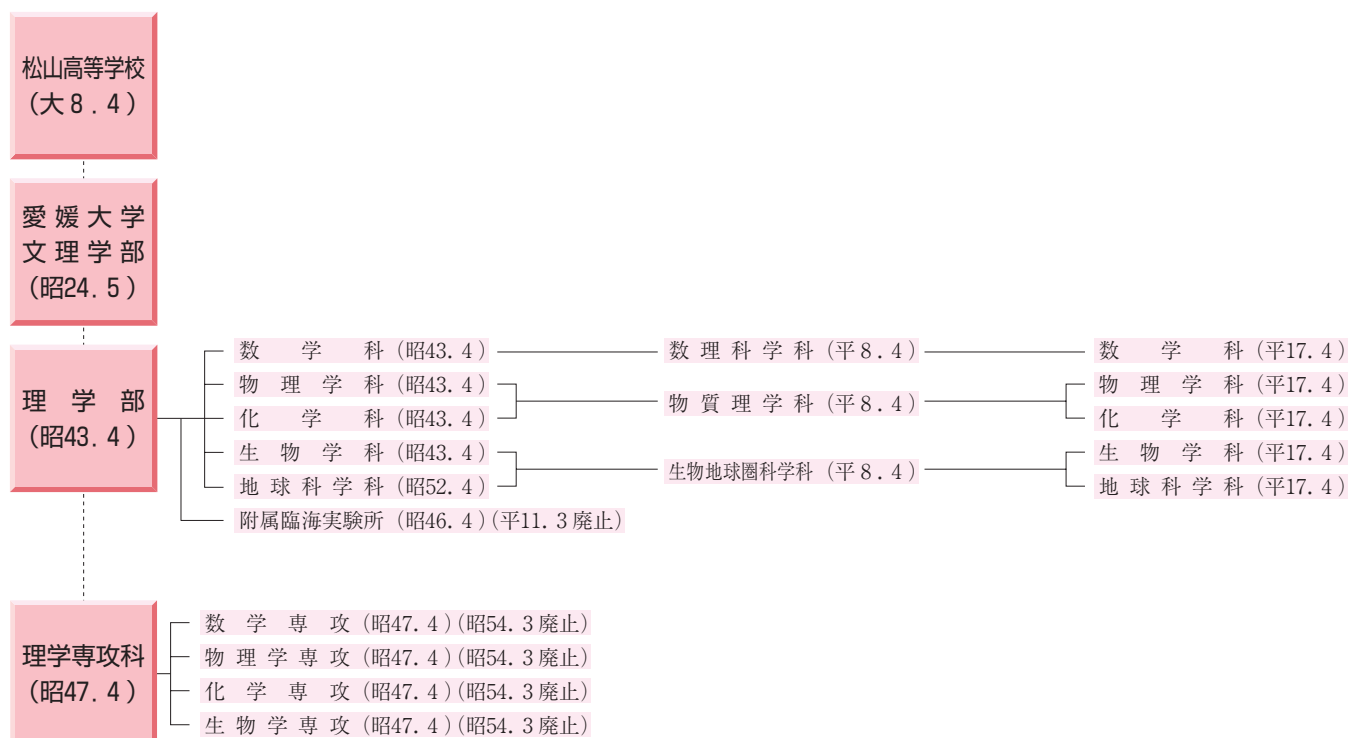 松山高等学校
(大8.4)
愛媛大学
文理学部
(昭24.5)
理学部
(昭43.4)
数学科(昭43.4) 数理科学科(平8.4) 数学科(平17.4)
物理学科(昭43.4) 物理学科(平17.4)
物質理学科(平8.4)
化学科(昭43.4) 化学科(平17.4)
生物学科(昭43.4) 生物学科(平17.4)
生物地球圏科学科(平8.4)
地球科学科(昭52.4) 地球科学科(平17.4)
附属臨海実験所(昭46.4)(平11.3廃止)
理学専攻科
(昭47.4)
数学専攻(昭47.4)(昭54.3廃止)
物理学専攻(昭47.4)(昭54.3廃止)
化学専攻(昭47.4)(昭54.3廃止)
生物学専攻(昭47.4)(昭54.3廃止)